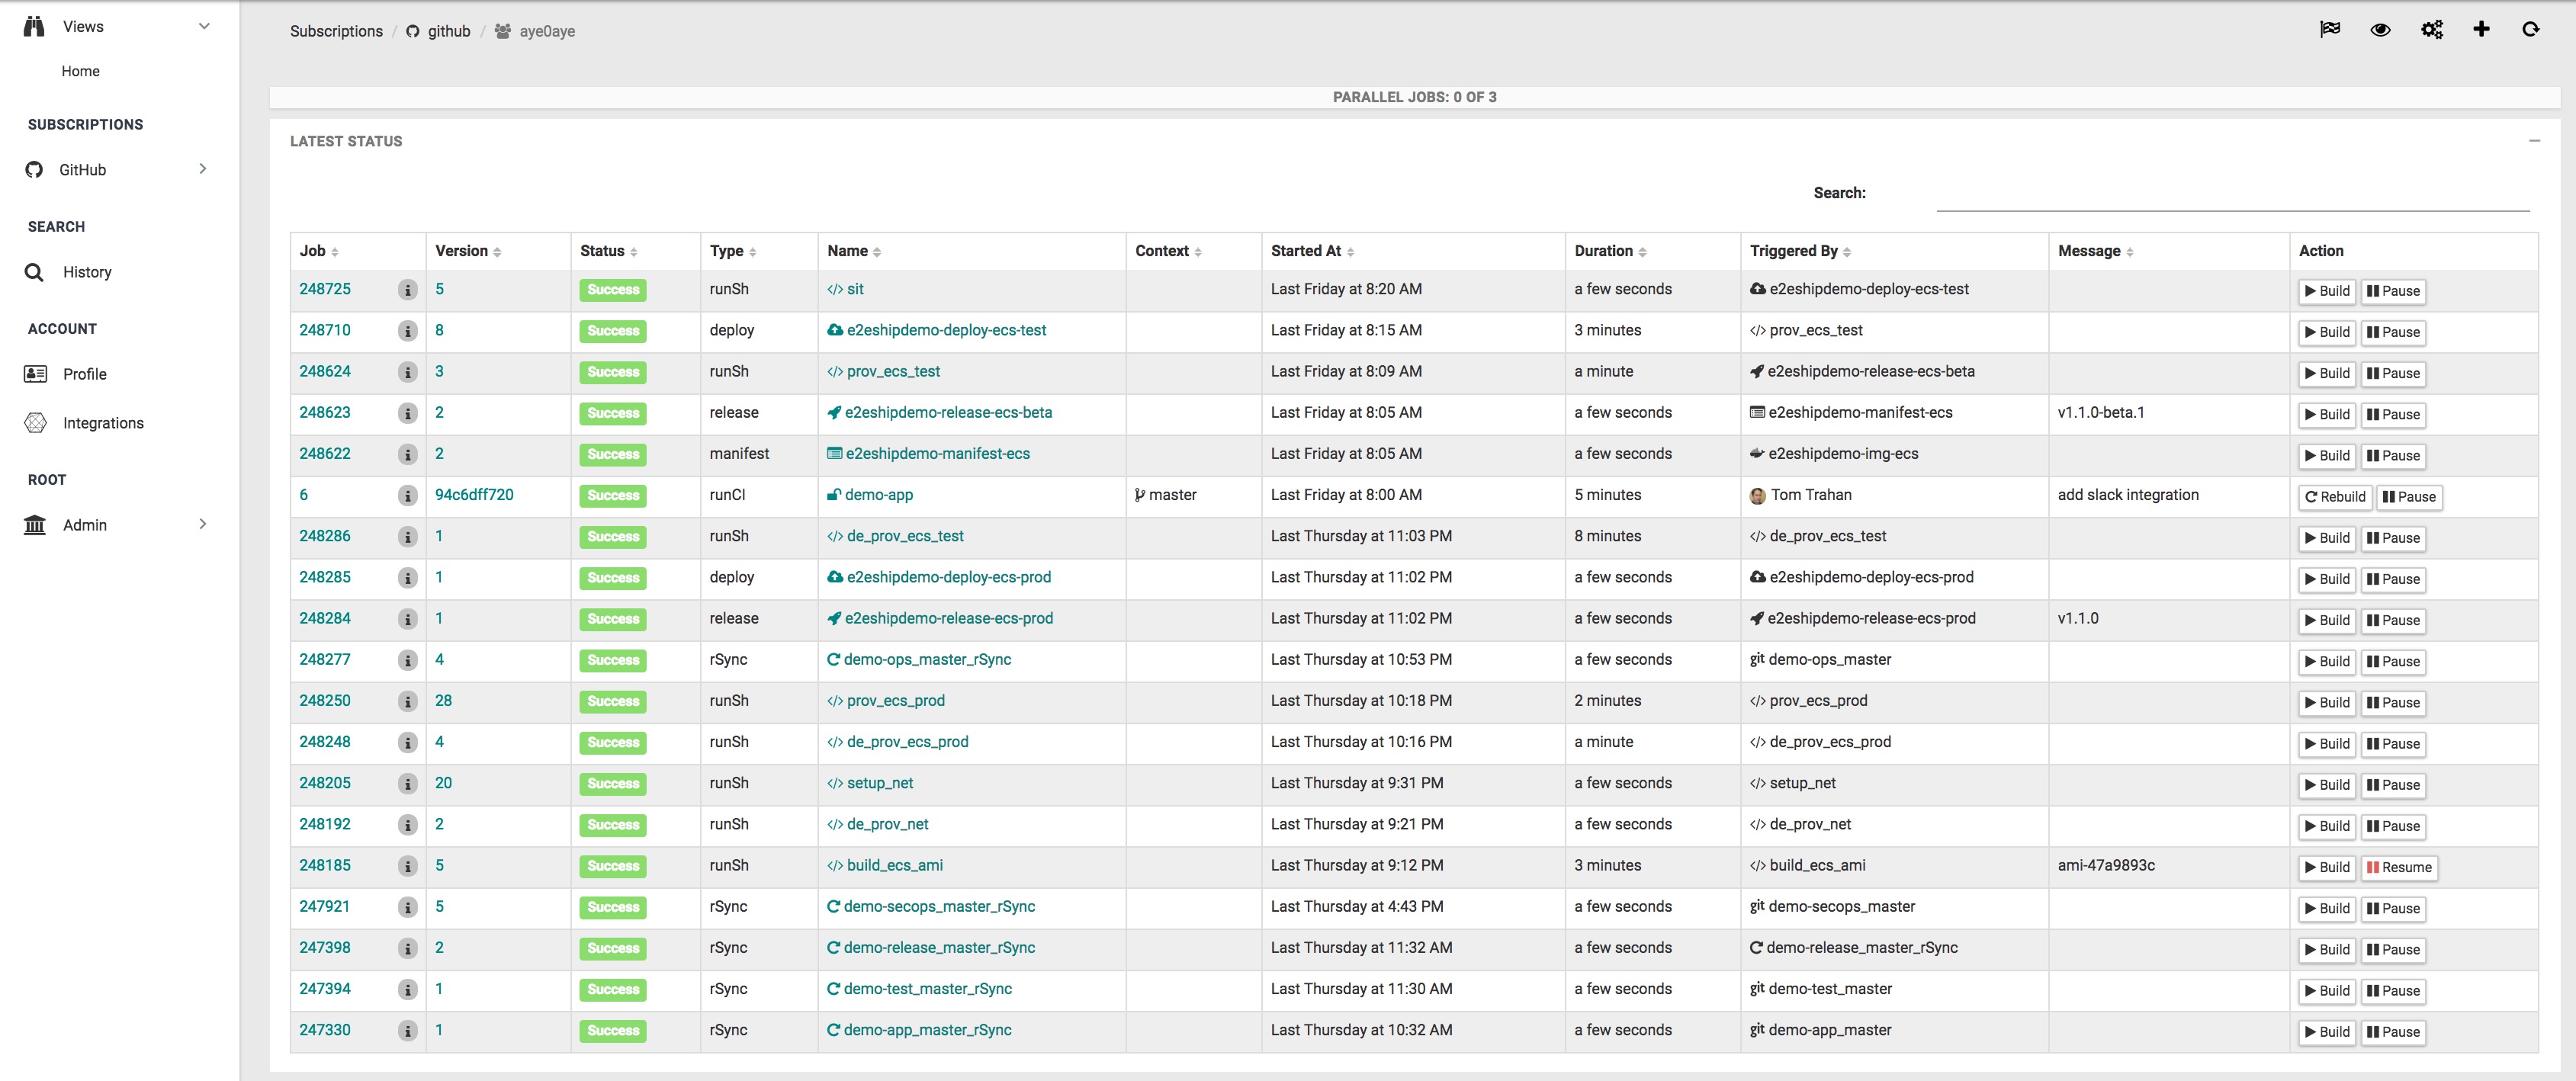 Views
Home
SUBSCRIPTIONS
GitHub
SEARCH
History
ACCOUNT
Profile
Integrations
ROOT
Admin
Subscriptions / github / aye0aye
PARALLEL JOBS: 0 OF 3
LATEST STATUS
Search:
Job Version Status Type Name Context Started At Duration Triggered By Message Action
248725 5 Success runSh </> sit Last Friday at 8:20 AM a few seconds e2eshipdemo-deploy-ecs-test Build Pause
248710 8 Success deploy e2eshipdemo-deploy-ecs-test Last Friday at 8:15 AM 3 minutes </> prov_ecs_test Build Pause
248624 3 Success runSh </> prov_ecs_test Last Friday at 8:09 AM a minute e2eshipdemo-release-ecs-beta Build Pause
248623 2 Success release e2eshipdemo-release-ecs-beta Last Friday at 8:05 AM a few seconds e2eshipdemo-manifest-ecs v1.1.0-beta.1 Build Pause
248622 2 Success manifest e2eshipdemo-manifest-ecs Last Friday at 8:05 AM a few seconds e2eshipdemo-img-ecs Build Pause
6 94c6dff720 Success runCI demo-app master Last Friday at 8:00 AM 5 minutes Tom Trahan add slack integration Rebuild Pause
248286 1 Success runSh </> de_prov_ecs_test Last Thursday at 11:03 PM 8 minutes </> de_prov_ecs_test Build Pause
248285 1 Success deploy e2eshipdemo-deploy-ecs-prod Last Thursday at 11:02 PM a few seconds e2eshipdemo-deploy-ecs-prod Build Pause
248284 1 Success release e2eshipdemo-release-ecs-prod Last Thursday at 11:02 PM a few seconds e2eshipdemo-release-ecs-prod v1.1.0 Build Pause
248277 4 Success rSync demo-ops_master_rSync Last Thursday at 10:53 PM a few seconds git demo-ops_master Build Pause
248250 28 Success runSh </> prov_ecs_prod Last Thursday at 10:18 PM 2 minutes </> prov_ecs_prod Build Pause
248248 4 Success runSh </> de_prov_ecs_prod Last Thursday at 10:16 PM a minute </> de_prov_ecs_prod Build Pause
248205 20 Success runSh </> setup_net Last Thursday at 9:31 PM a few seconds </> setup_net Build Pause
248192 2 Success runSh </> de_prov_net Last Thursday at 9:21 PM a few seconds </> de_prov_net Build Pause
248185 5 Success runSh </> build_ecs_ami Last Thursday at 9:12 PM 3 minutes </> build_ecs_ami ami-47a9893c Build Resume
247921 5 Success rSync demo-secops_master_rSync Last Thursday at 4:43 PM a few seconds git demo-secops_master Build Pause
247398 2 Success rSync demo-release_master_rSync Last Thursday at 11:32 AM a few seconds demo-release_master_rSync Build Pause
247394 1 Success rSync demo-test_master_rSync Last Thursday at 11:30 AM a few seconds git demo-test_master Build Pause
247330 1 Success rSync demo-app_master_rSync Last Thursday at 10:32 AM a few seconds git demo-app_master Build Pause